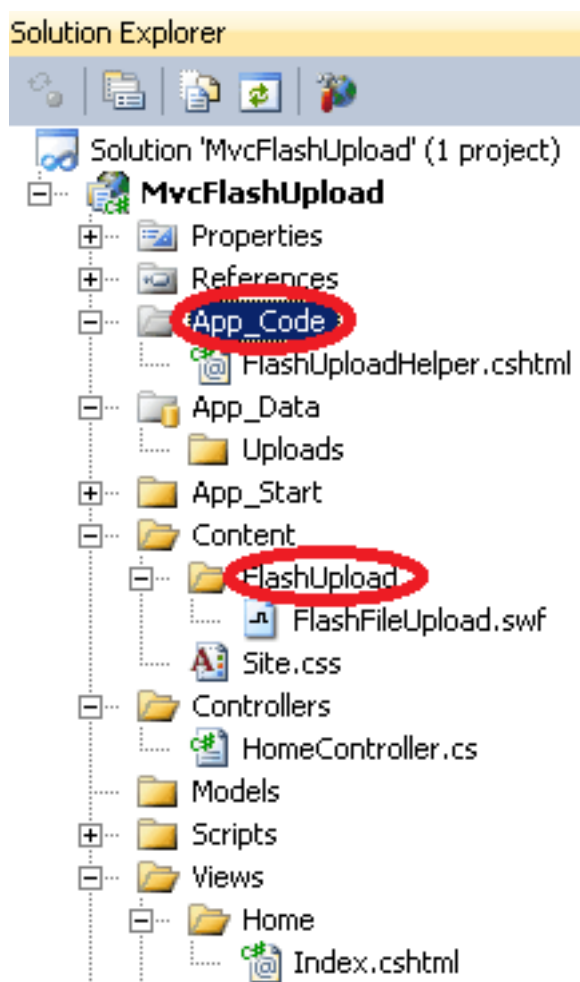 Solution Explorer
Solution 'MvcFlashUpload' (1 project)
MvcFlashUpload
Properties
References
App_Code
FlashUploadHelper.cshtml
App_Data
Uploads
App_Start
Content
FlashUpload
FlashFileUpload.swf
Site.css
Controllers
HomeController.cs
Models
Scripts
Views
Home
Index.cshtml